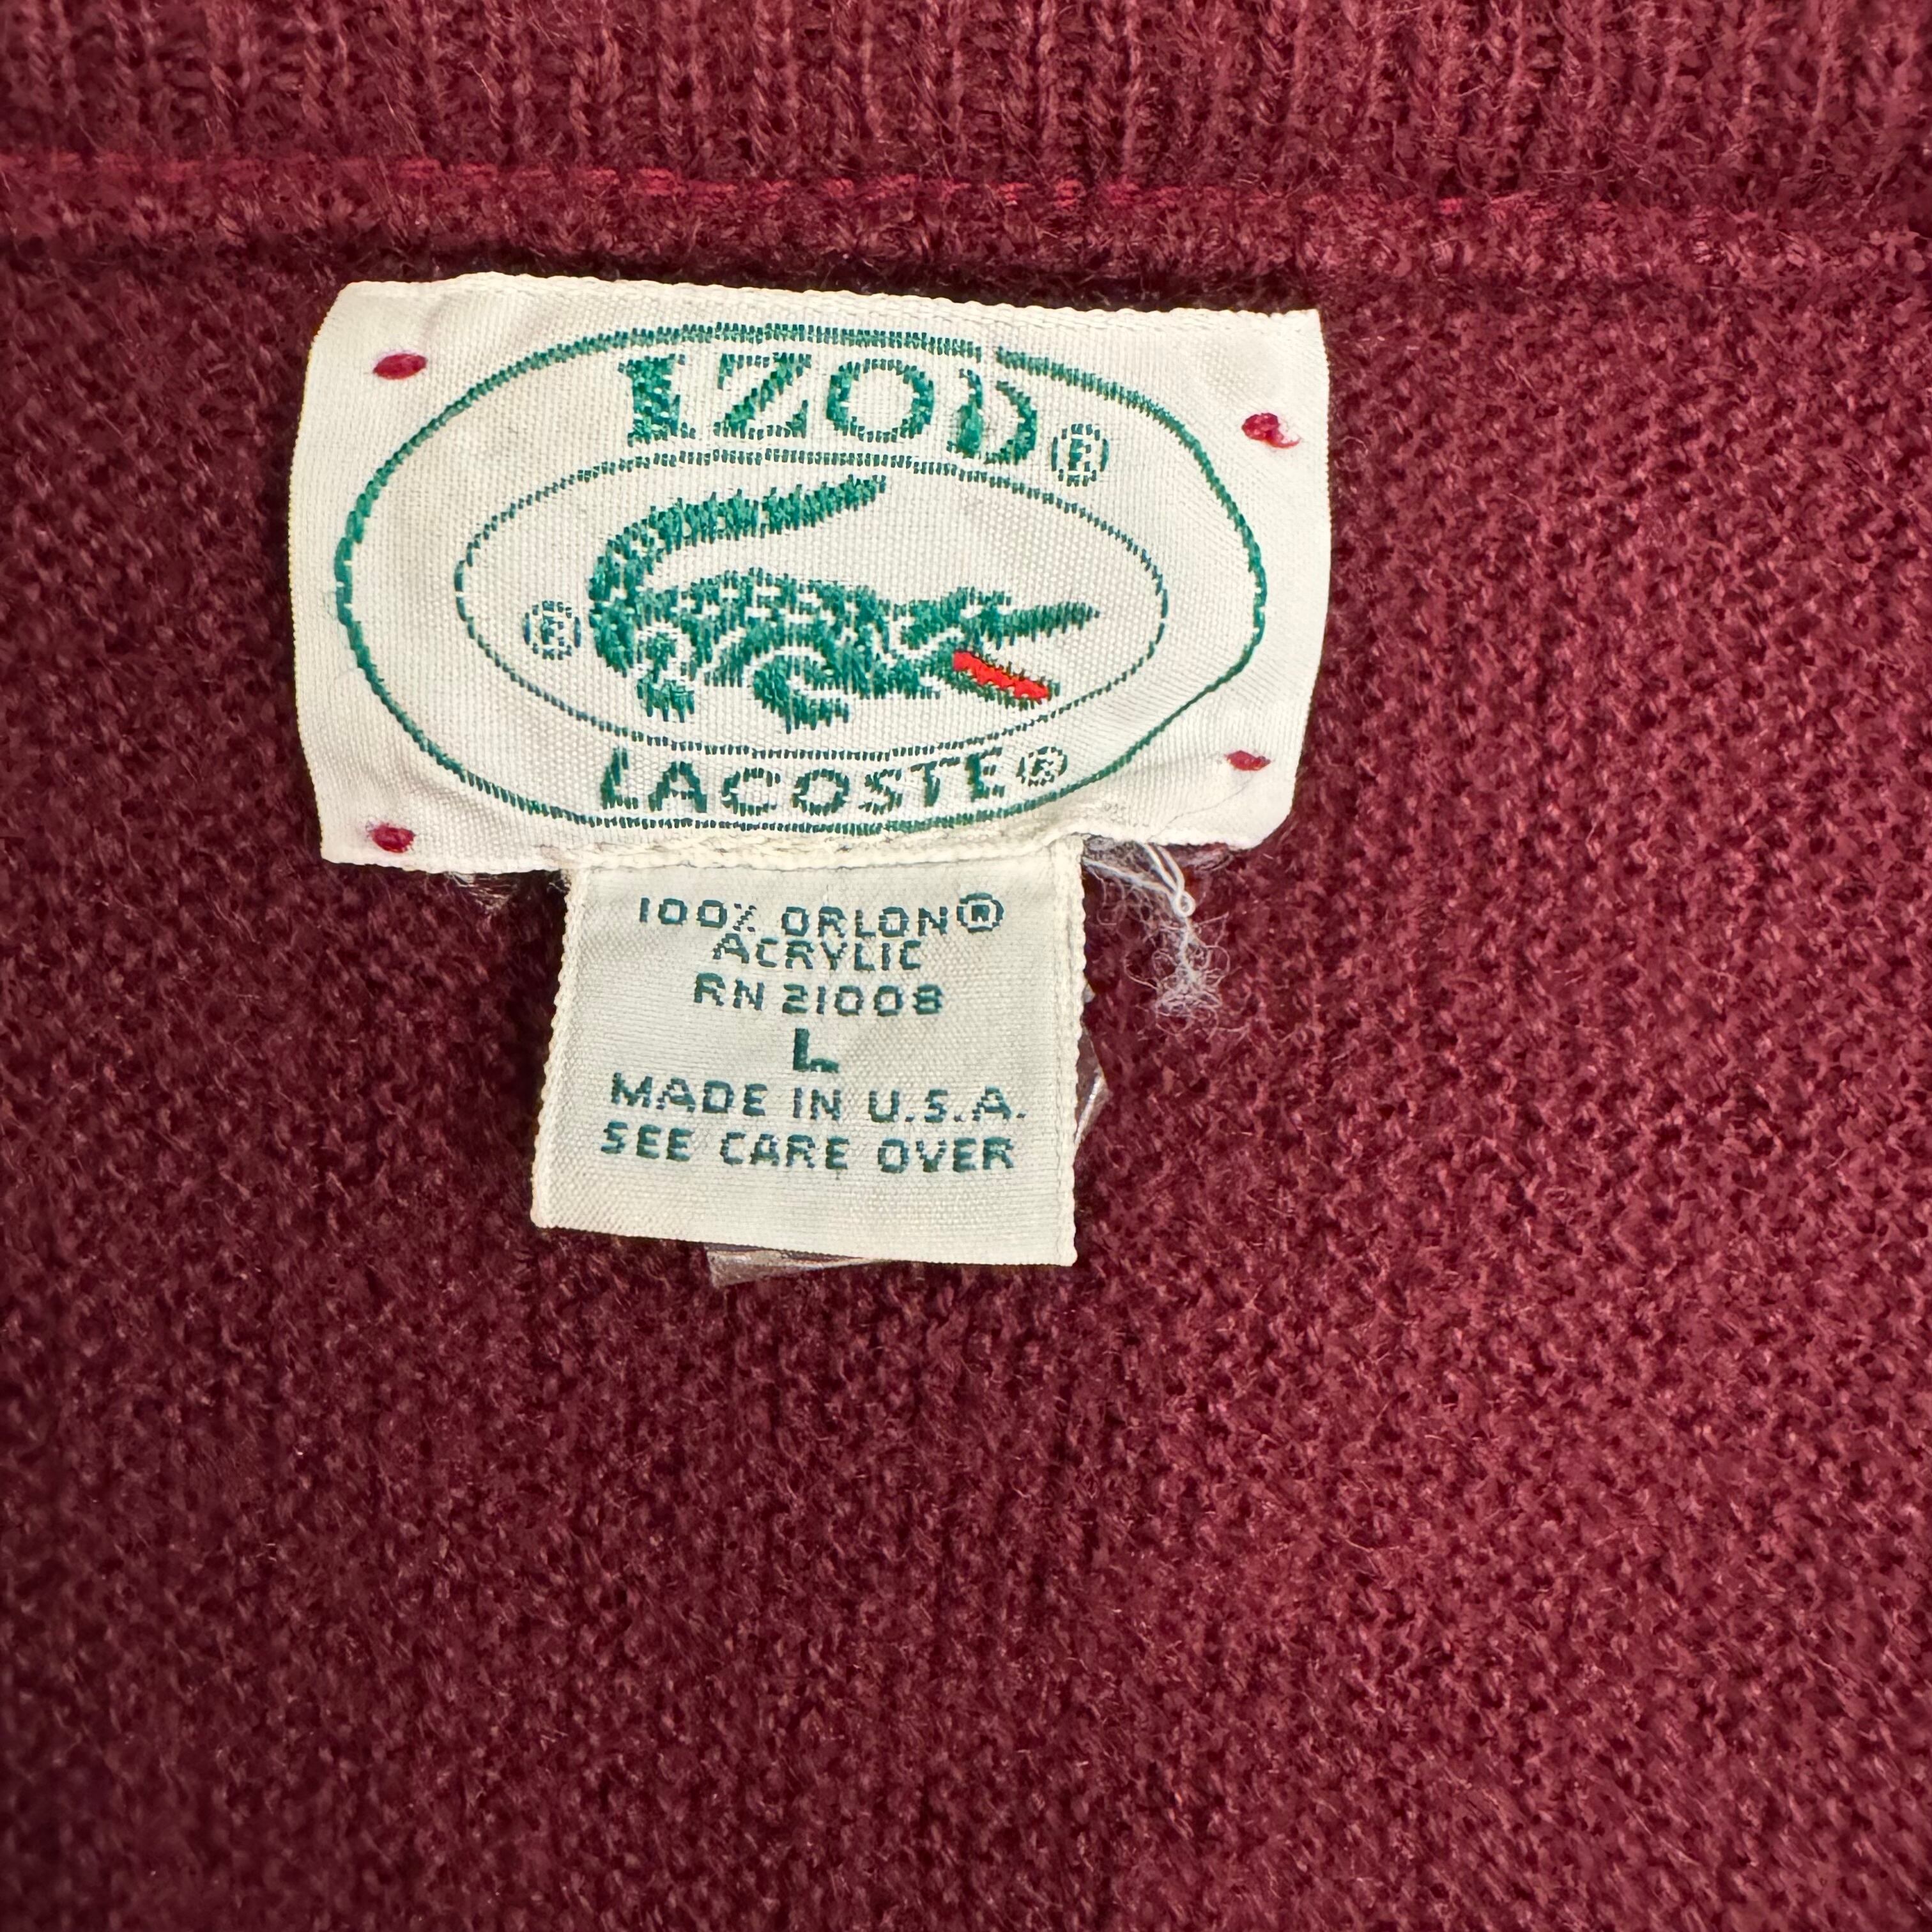 IZOD®
®
LACOSTE®
100% ORLON®
ACRYLIC
RN 21008
L
MADE IN U.S.A.
SEE CARE OVER